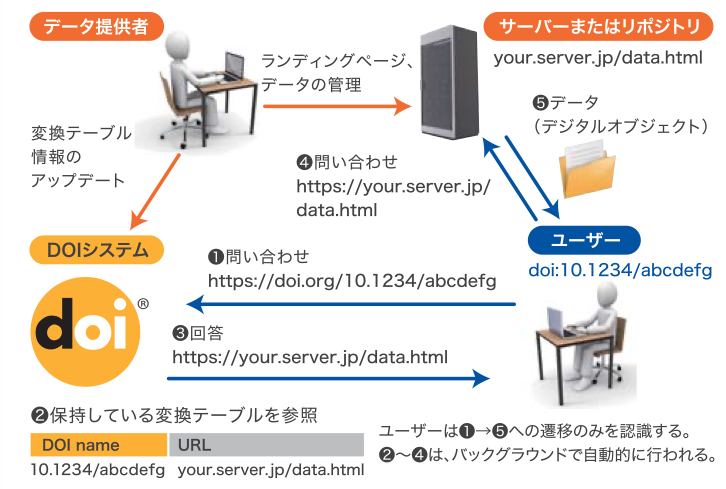 データ提供者
サーバーまたはリポジトリ
your.server.jp/data.html
ランディングページ、
データの管理
❺データ
(デジタルオブジェクト)
変換テーブル
情報の
アップデート
❹問い合わせ
https://your.server.jp/
data.html
DOIシステム
ユーザー
doi:10.1234/abcdefg
❶問い合わせ
https://doi.org/10.1234/abcdefg
doi®
❸回答
https://your.server.jp/data.html
❷保持している変換テーブルを参照
DOI name URL
10.1234/abcdefg your.server.jp/data.html
ユーザーは❶→❺への遷移のみを認識する。
❷〜❹は、バックグラウンドで自動的に行われる。